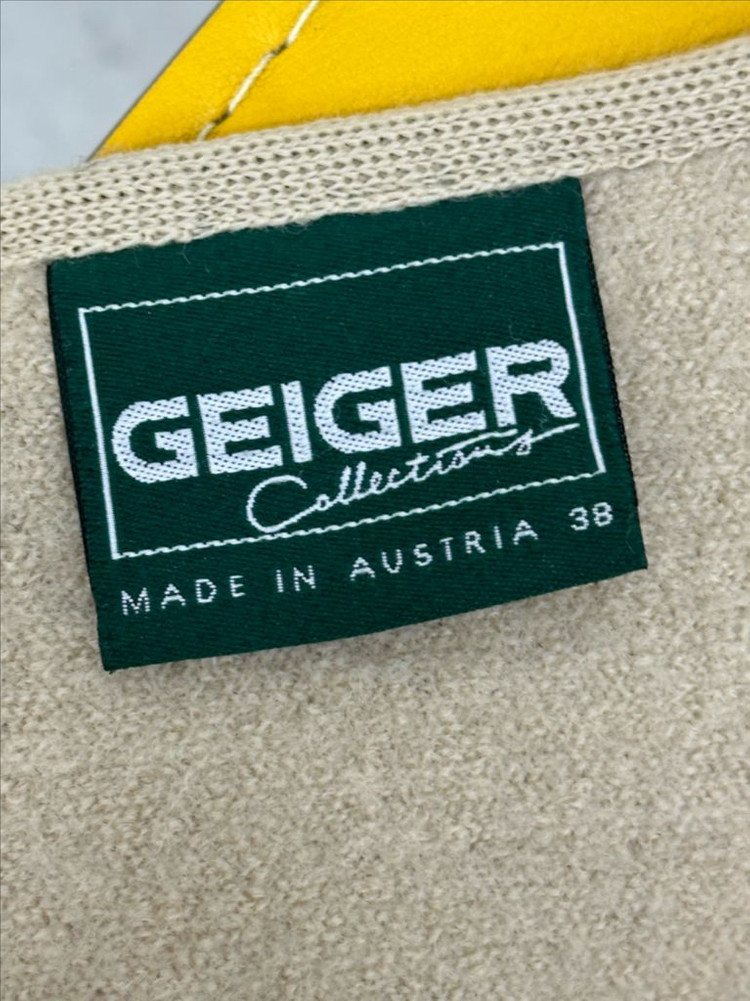 GEIGER
Collections
MADE IN AUSTRIA 38